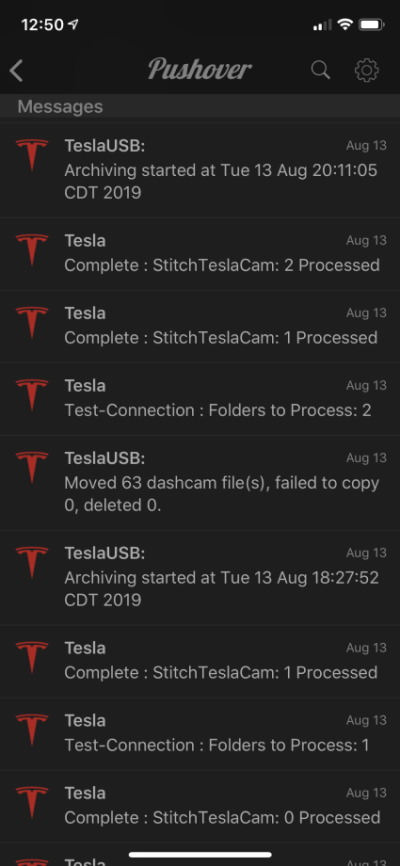 12:50
Pushover
Messages
TeslaUSB:
Aug 13
Archiving started at Tue 13 Aug 20:11:05
CDT 2019
Tesla
Aug 13
Complete : StitchTeslaCam: 2 Processed
Tesla
Aug 13
Complete : StitchTeslaCam: 1 Processed
Tesla
Aug 13
Test-Connection : Folders to Process: 2
TeslaUSB:
Aug 13
Moved 63 dashcam file(s), failed to copy
0, deleted 0.
TeslaUSB:
Aug 13
Archiving started at Tue 13 Aug 18:27:52
CDT 2019
Tesla
Aug 13
Complete : StitchTeslaCam: 1 Processed
Tesla
Aug 13
Test-Connection : Folders to Process: 1
Tesla
Aug 13
Complete : StitchTeslaCam: 0 Processed
Tesla
Aug 13